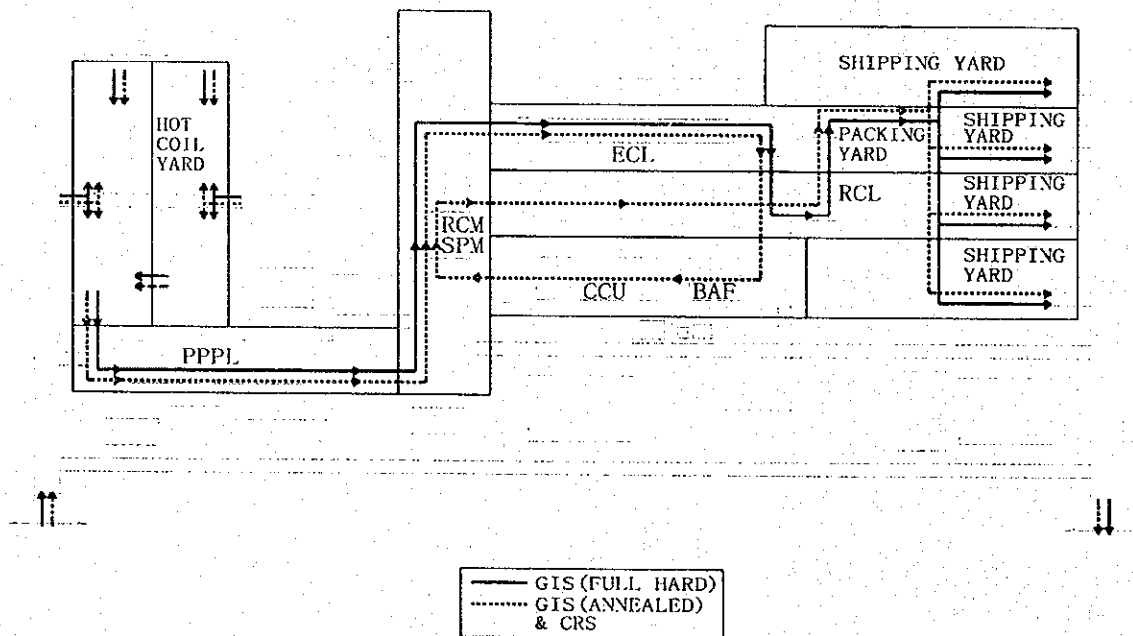 SHIPPING YARD
HOT
COIL
YARD
PACKING
YARD
SHIPPING
YARD
ECL
RCL
SHIPPING
YARD
RCM
SPM
SHIPPING
YARD
CCU
BAF
PPPL
GIS(FULL HARD)
GIS(ANNEALED)
& CRS